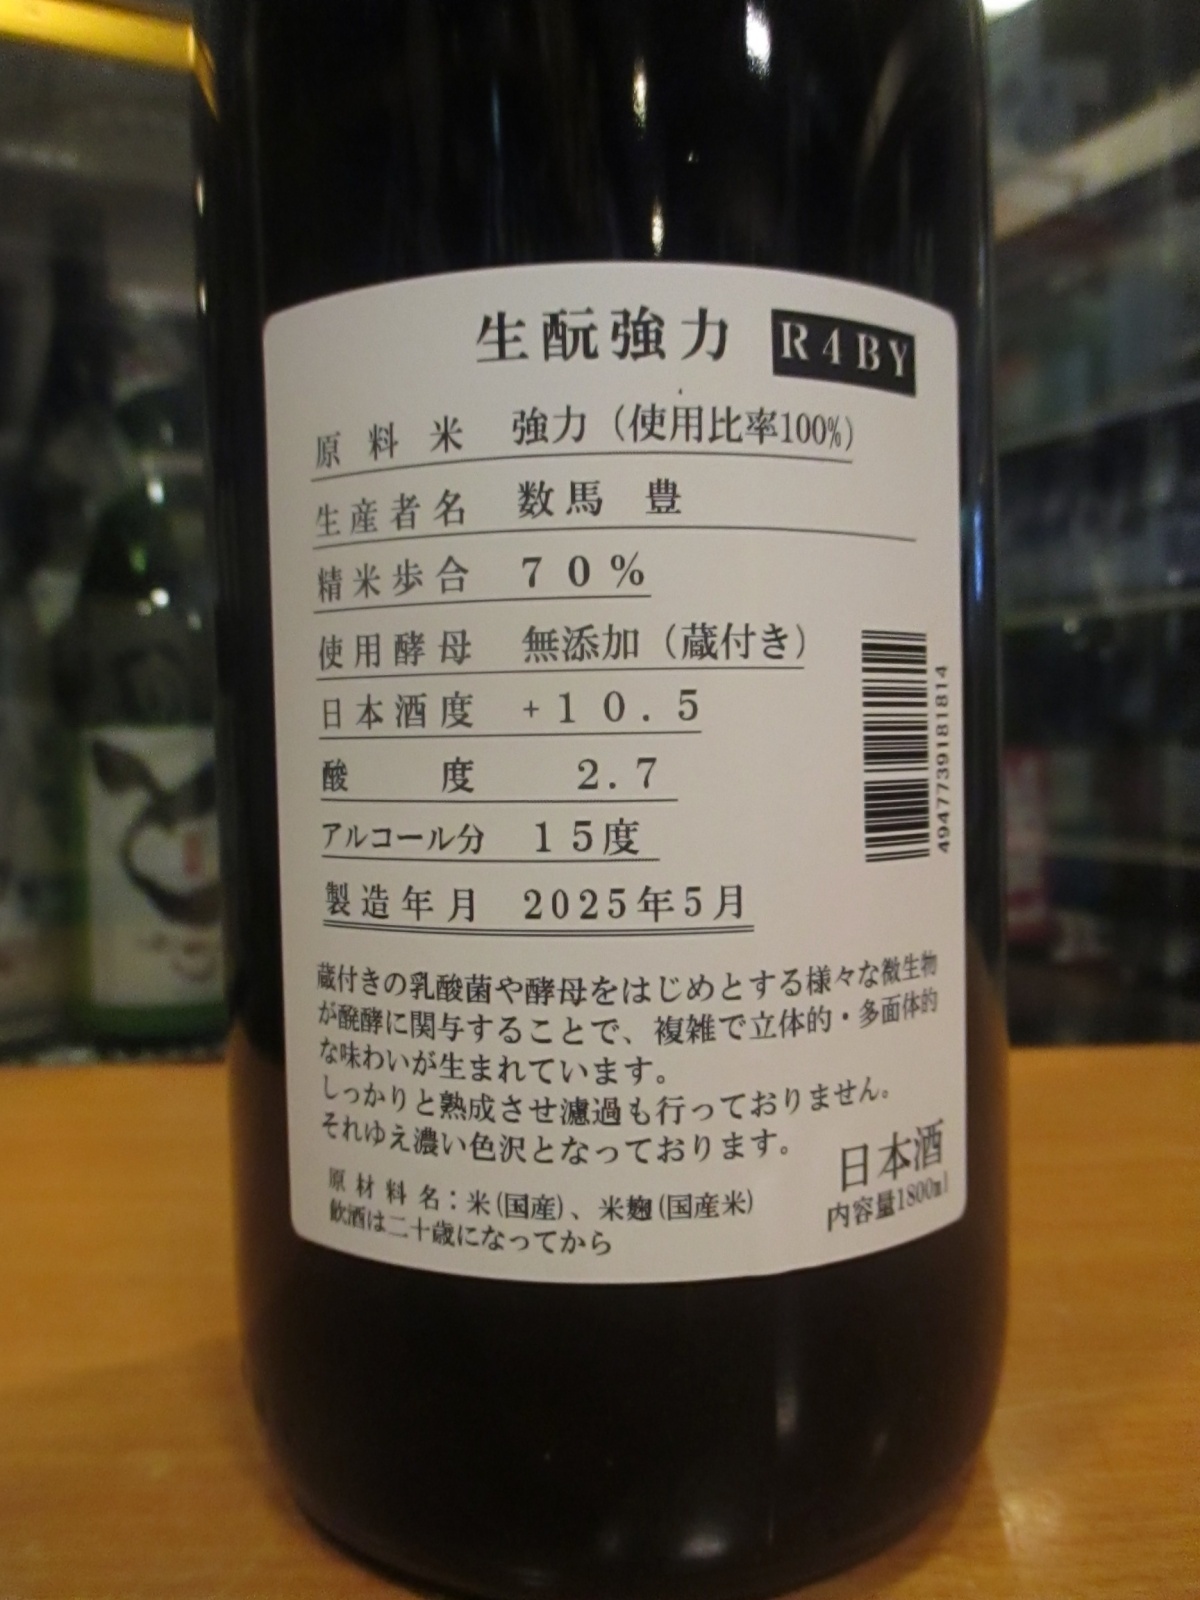 生酛強力 R4BY
原料米 強力（使用比率100%）
生産者名 数馬 豊
精米歩合 70%
使用酵母 無添加（蔵付き）
日本酒度 +10.5
酸度 2.7
アルコール分 15度
製造年月 2025年5月
4947739181814
蔵付きの乳酸菌や酵母をはじめとする様々な微生物
が醗酵に関与することで、複雑で立体的・多面体的
な味わいが生まれています。
しっかりと熟成させ濾過も行っておりません。
それゆえ濃い色沢となっております。
日本酒
内容量1800ml
原材料名：米(国産)、米麹(国産米)
飲酒は二十歳になってから